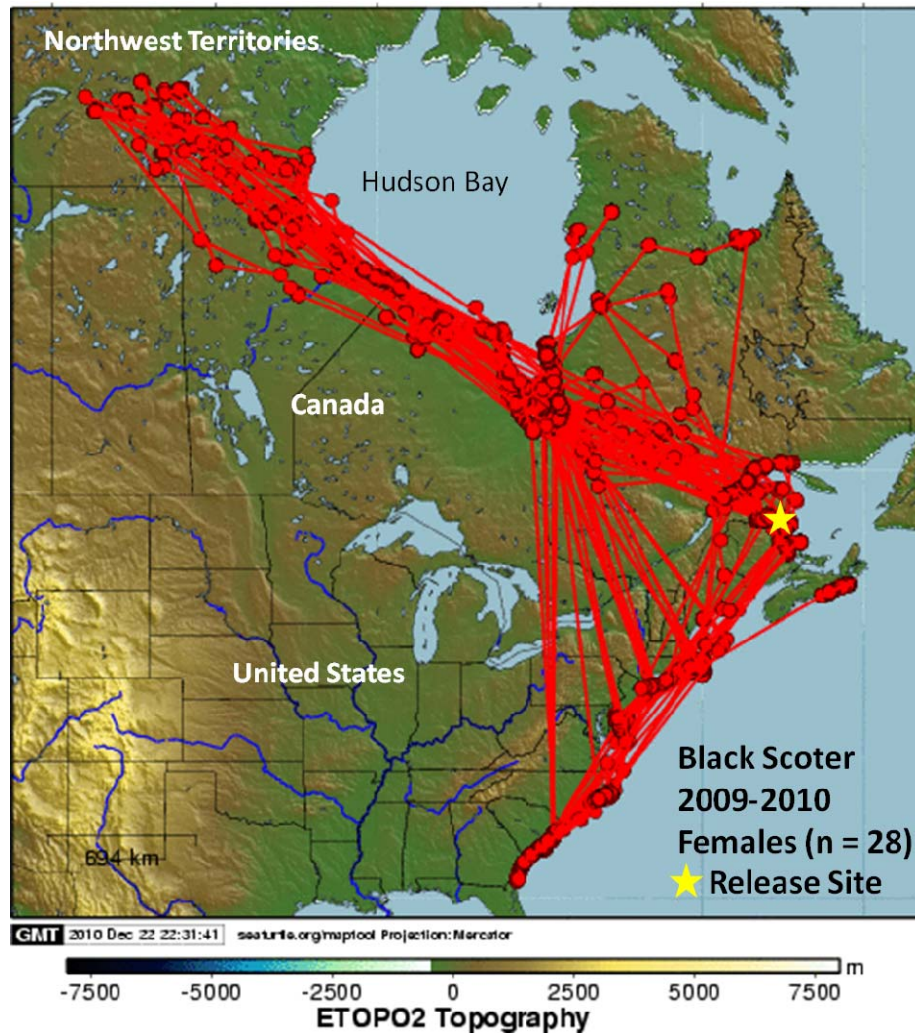 Northwest Territories
Hudson Bay
Canada
United States
Black Scoter
2009-2010
Females (n = 28)
Release Site
694 km
GMT 2010 Dec 22 22:31:41 seaturtle.org/maptool Projection: Mercator
-7500 -5000 -2500 0 2500 5000 7500 m
ETOPO2 Topography